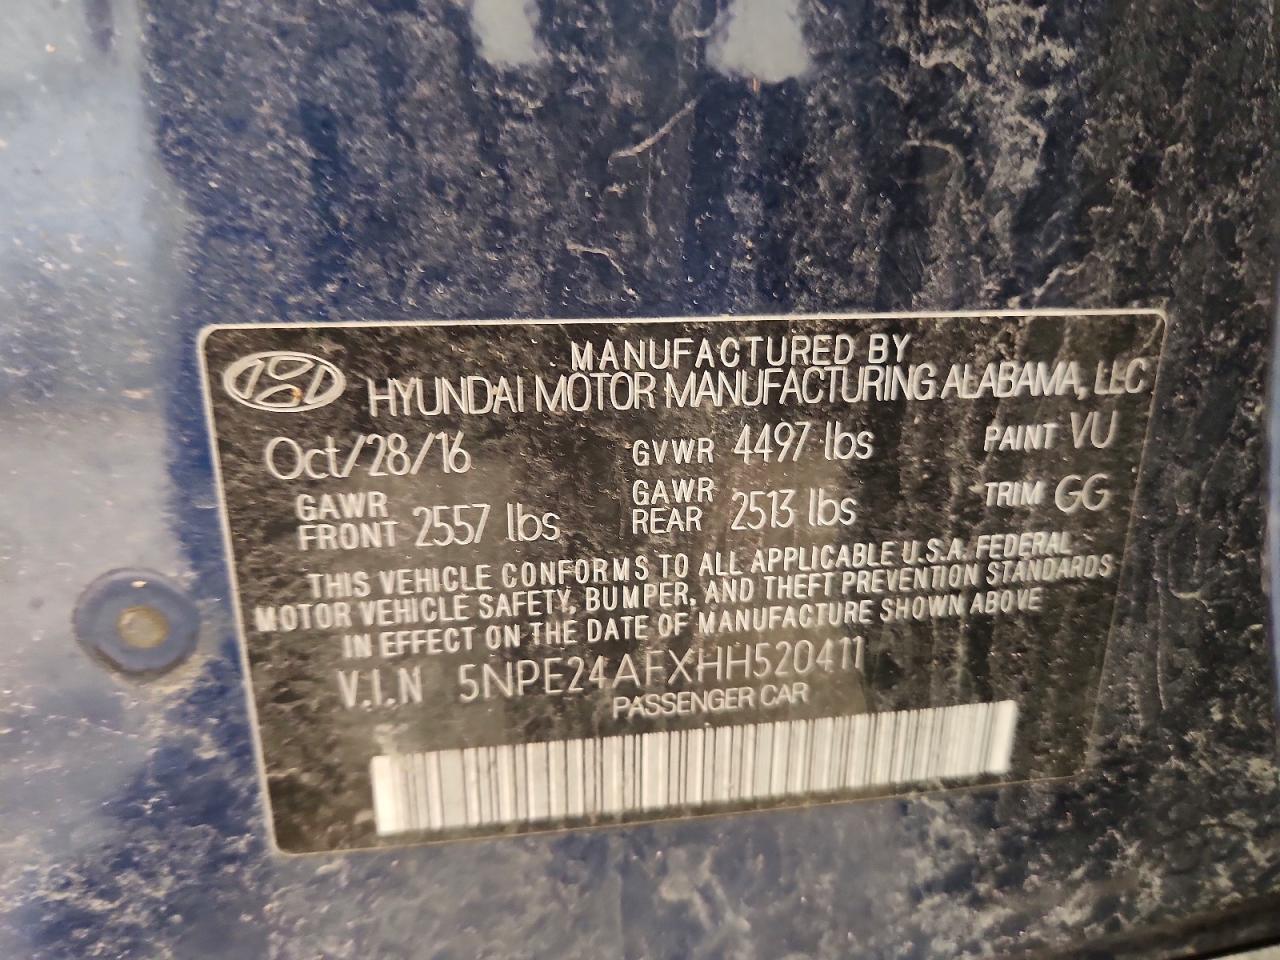 MANUFACTURED BY
HYUNDAI MOTOR MANUFACTURING ALABAMA, LLC
Oct/28/16 GVWR 4497 lbs PAINT VU
GAWR FRONT 2557 lbs GAWR REAR 2513 lbs TRIM GG
THIS VEHICLE CONFORMS TO ALL APPLICABLE U.S.A. FEDERAL
MOTOR VEHICLE SAFETY, BUMPER, AND THEFT PREVENTION STANDARDS
IN EFFECT ON THE DATE OF MANUFACTURE SHOWN ABOVE
V.I.N 5NPE24AFXHH520411
PASSENGER CAR